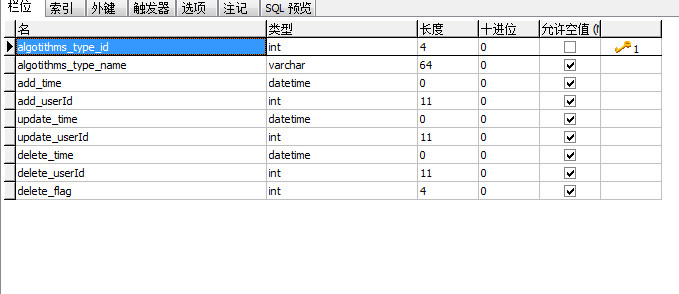 栏位 索引 外键 触发器 选项 注记 SQL 预览
名 类型 长度 十进位 允许空值 (
algotithms_type_id int 4 0 1
algotithms_type_name varchar 64 0
add_time datetime 0 0
add_userId int 11 0
update_time datetime 0 0
update_userId int 11 0
delete_time datetime 0 0
delete_userId int 11 0
delete_flag int 4 0